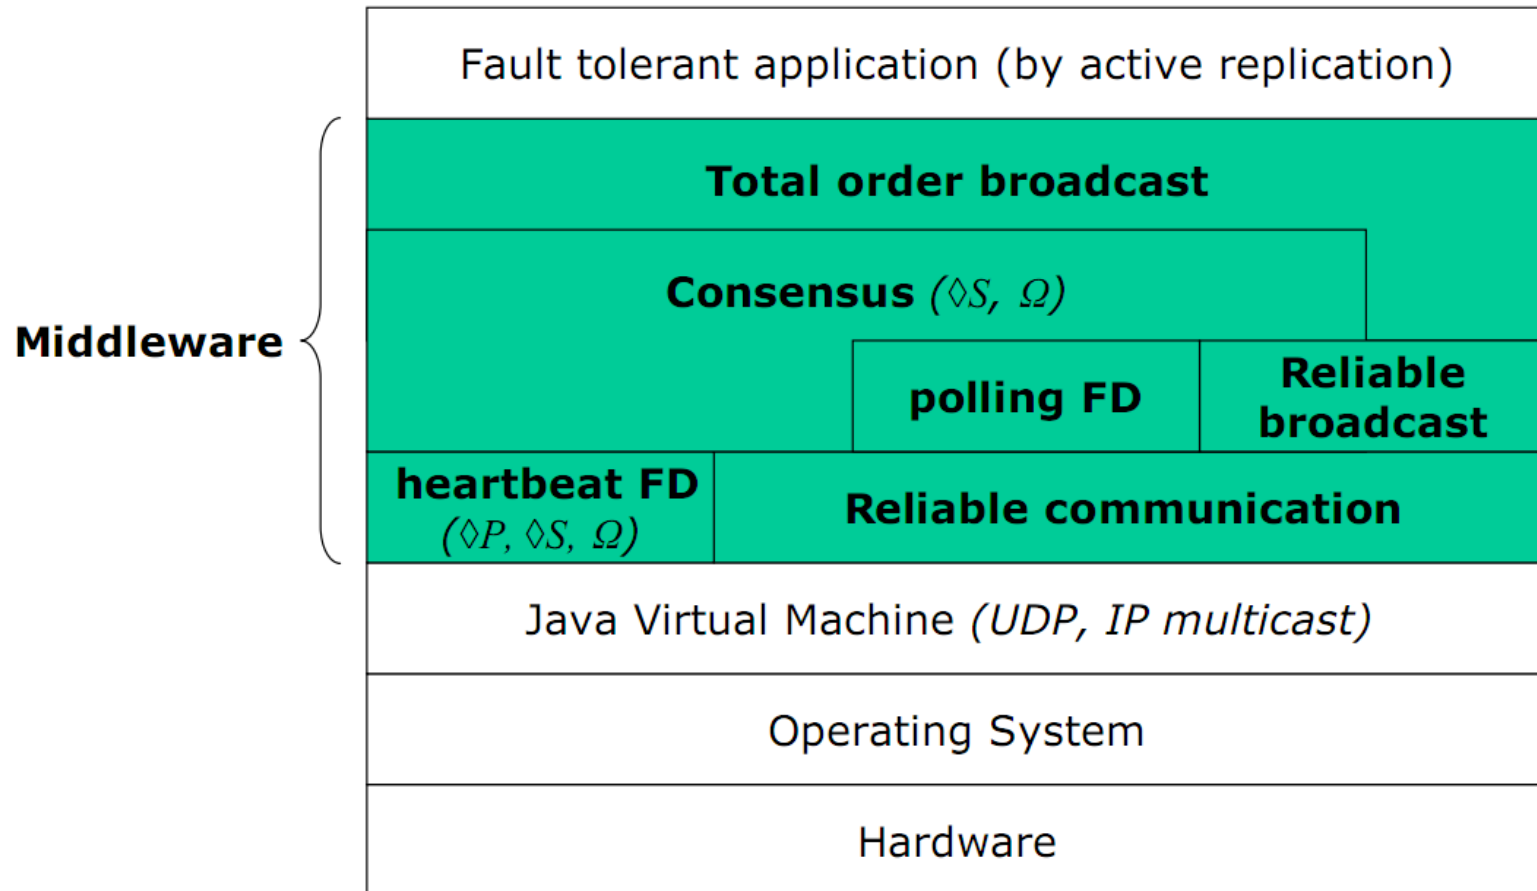 Fault tolerant application (by active replication)
Total order broadcast
Consensus (◊S, Ω)
Middleware
polling FD
Reliable
broadcast
heartbeat FD
(◊P, ◊S, Ω)
Reliable communication
Java Virtual Machine (UDP, IP multicast)
Operating System
Hardware